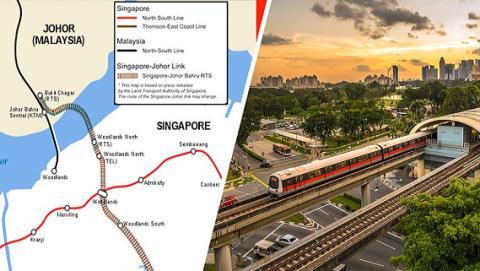 Singapore
North South Line
Thomson-East Coast Line
Malaysia
North-South Line
Singapore-Johor Link
Singapore-Johor Bahru RTS
* This map is based on press releases
by the Land Transport Authority of Singapore.
The route of the Singapore-Johor link may change.
JOHOR
(MALAYSIA)
Bukit Chagar
(RTS)
Johor Bahru
Sentral (KTM)
SINGAPORE
Woodlands North
(RTS)
Woodlands North
(TEL)
Sembawang
Woodlands
Woodlands
Admiralty
Canberra
Marsiling
Woodlands South
Kranji